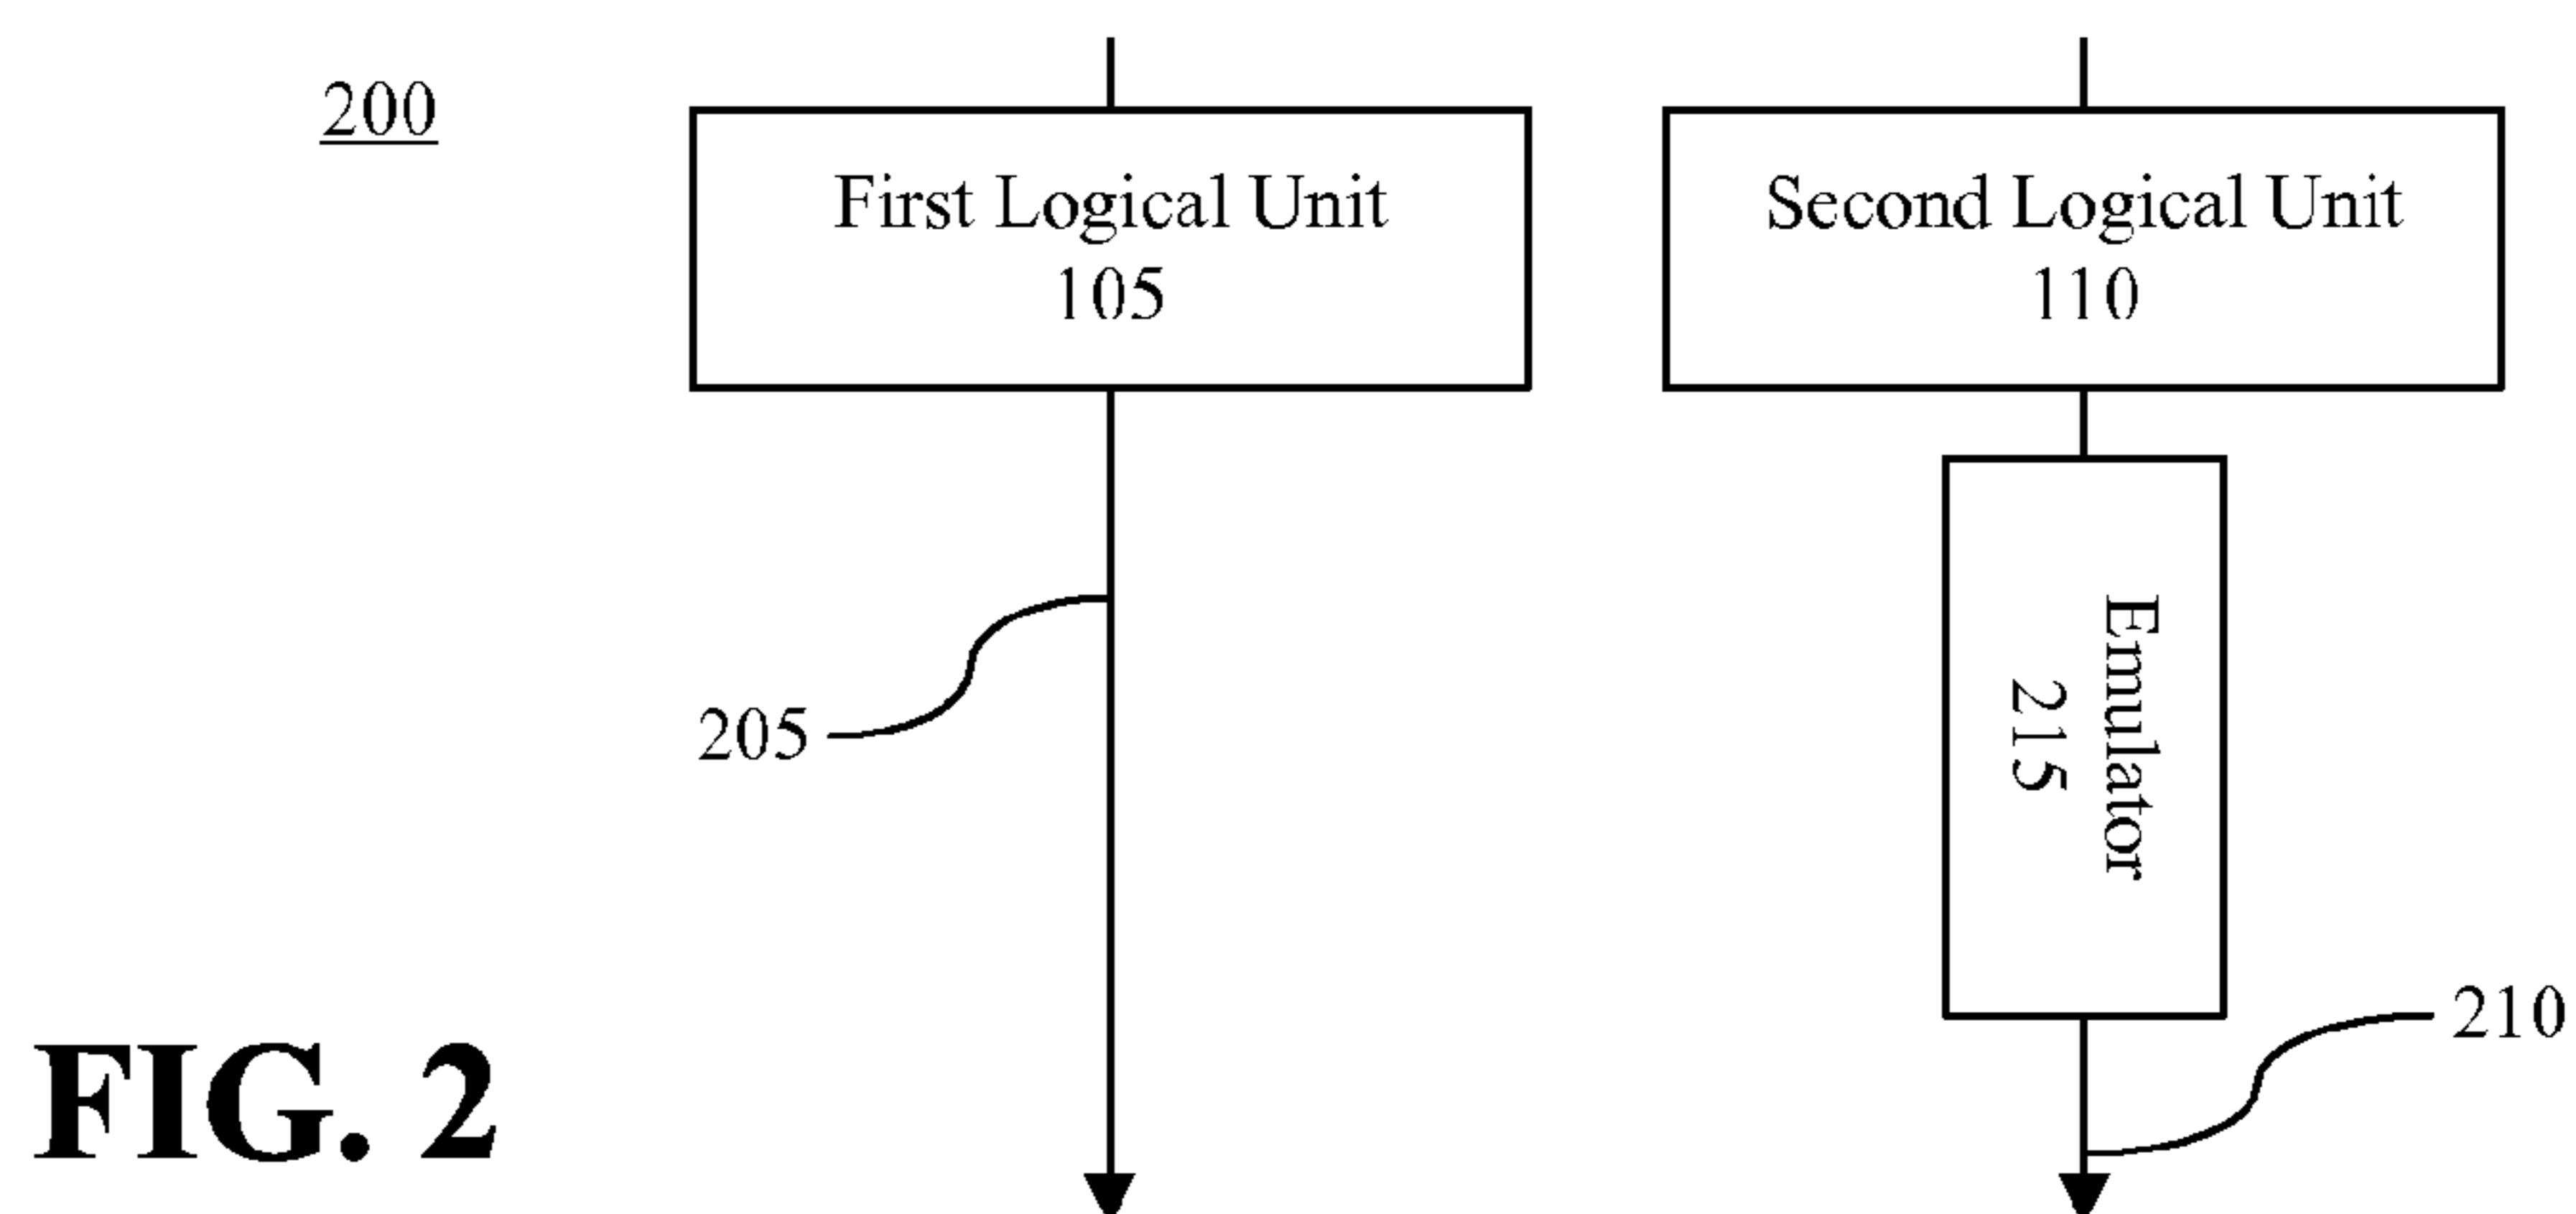 200
First Logical Unit
105
Second Logical Unit
110
205
Emulator
215
210
FIG. 2